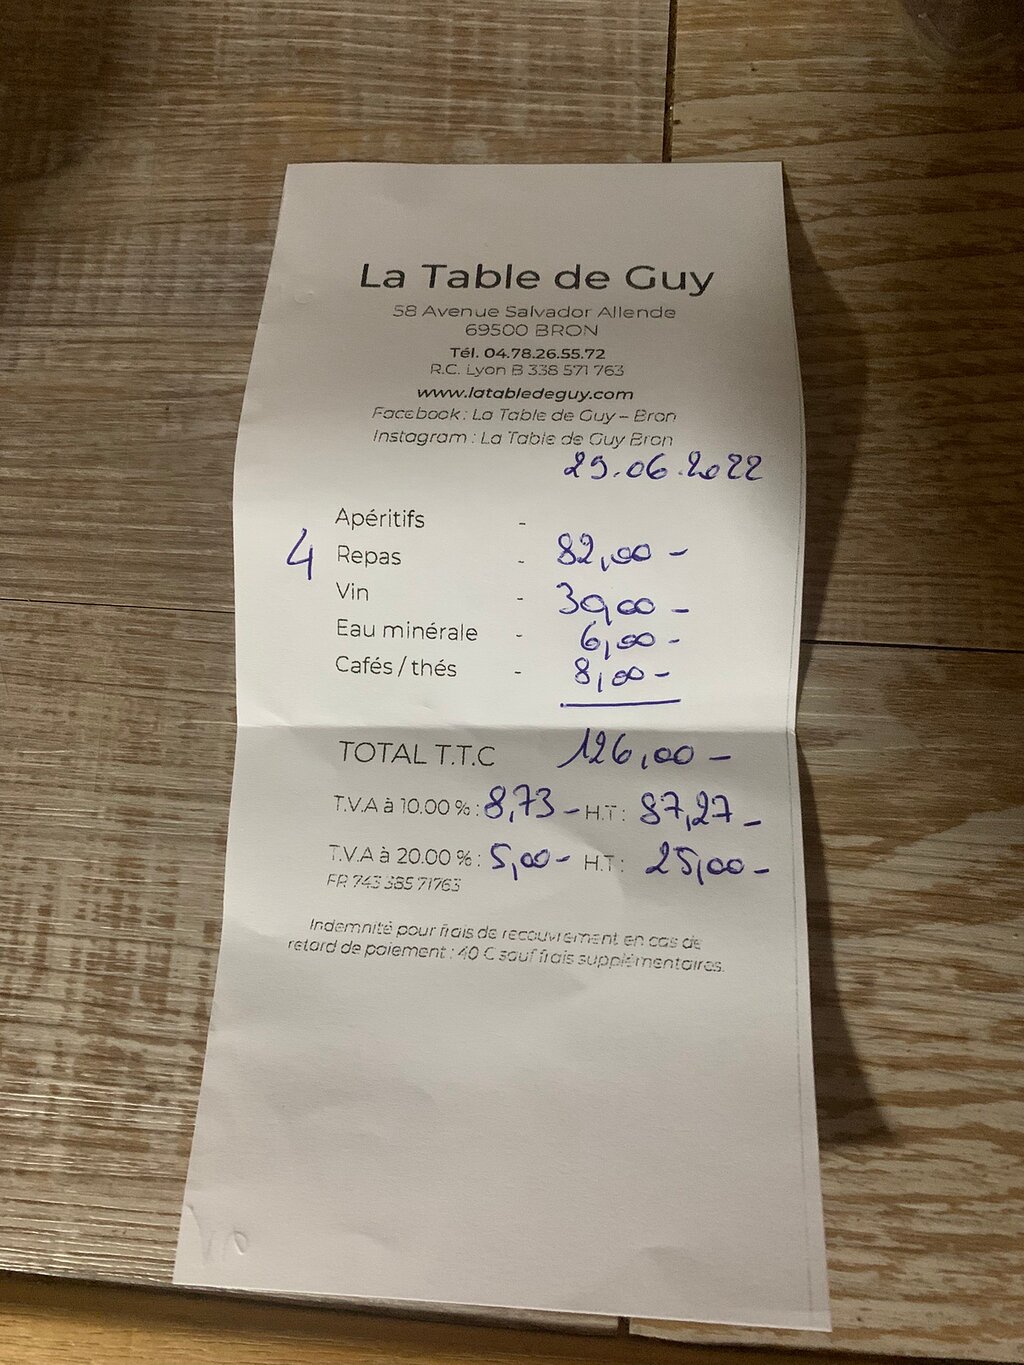 La Table de Guy
58 Avenue Salvador Allende
69500 BRON
Tél. 04.78.26.55.72
R.C. Lyon B 338 571 763
www.latabledeguy.com
Facebook : La Table de Guy – Bron
Instagram : La Table de Guy Bron
29.06.2022
Apéritifs -
4 Repas - 82,00 -
Vin - 30,00 -
Eau minérale - 6,00 -
Cafés / thés - 8,00 -
TOTAL T.T.C 126,00 -
T.V.A à 10.00 % : 8,73 - H.T : 87,27 -
T.V.A à 20.00 % : 5,00 - H.T : 25,00 -
FR 743 385 71763
Indemnité pour frais de recouvrement en cas de
retard de paiement : 40 € sauf frais supplémentaires.